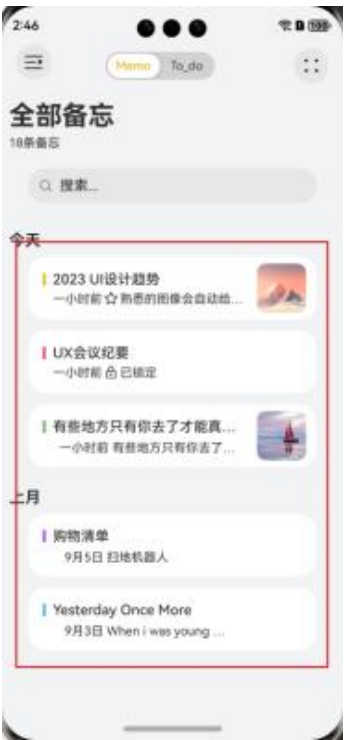 2:46
100
Memo To_do
全部备忘
18条备忘
搜索...
今天
2023 UI设计趋势
一小时前 熟悉的图像会自动给...
UX会议纪要
一小时前 已锁定
有些地方只有你去了才能真...
一小时前 有些地方只有你去了...
上月
购物清单
9月5日 扫地机器人
Yesterday Once More
9月3日 When i was young ...